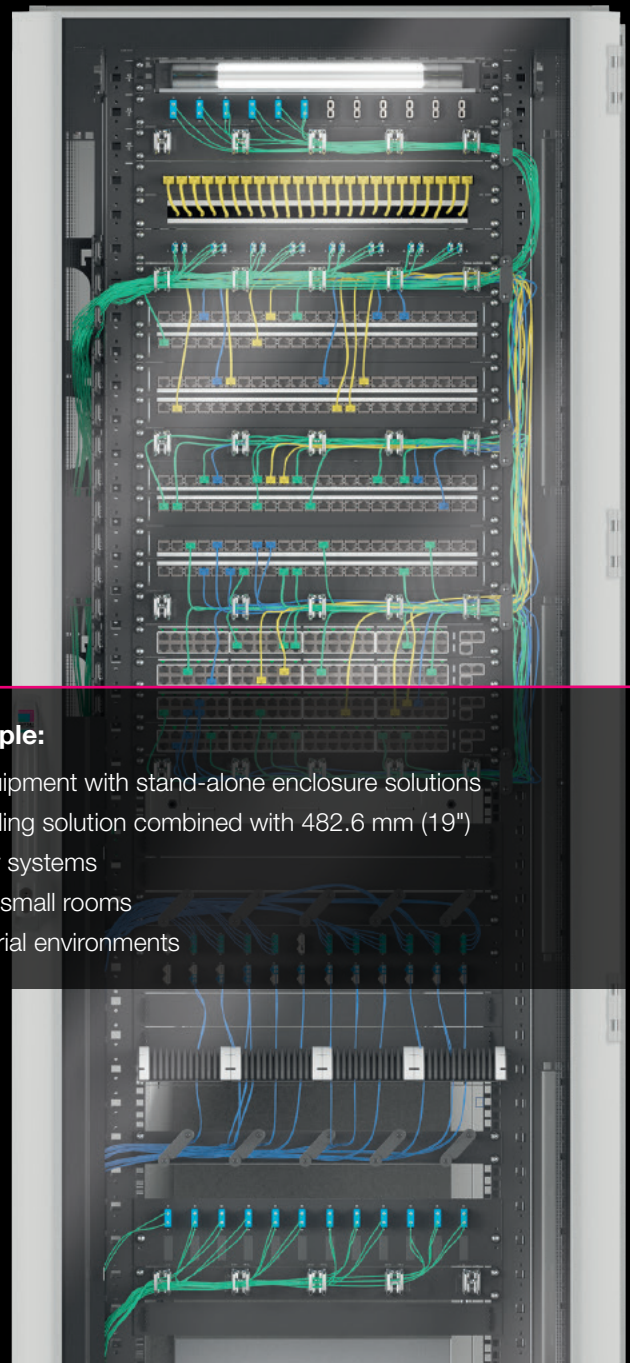 ple:
uipment with stand-alone enclosure solutions
ling solution combined with 482.6 mm (19")
systems
small rooms
rial environments